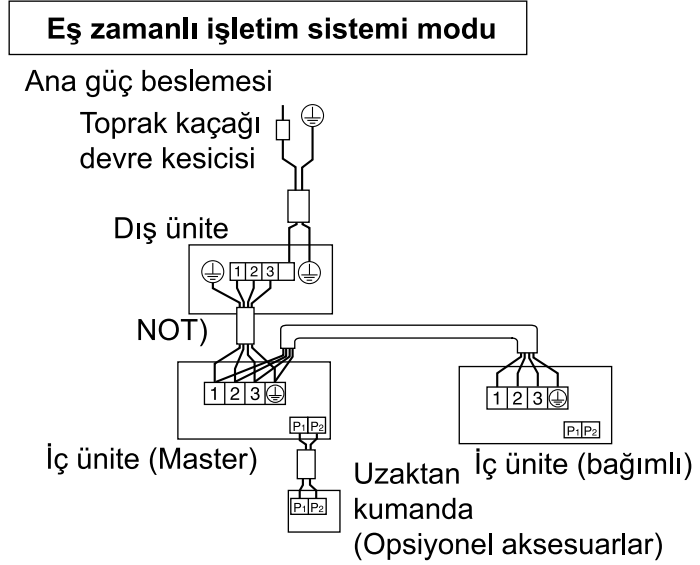 Eş zamanlı işletim sistemi modu
Ana güç beslemesi
Toprak kaçağı
devre kesicisi
Dış ünite
1 2 3
NOT)
1 2 3
P1 P2
İç ünite (Master)
1 2 3
P1 P2
İç ünite (bağımlı)
P1 P2
Uzaktan
kumanda
(Opsiyonel aksesuarlar)